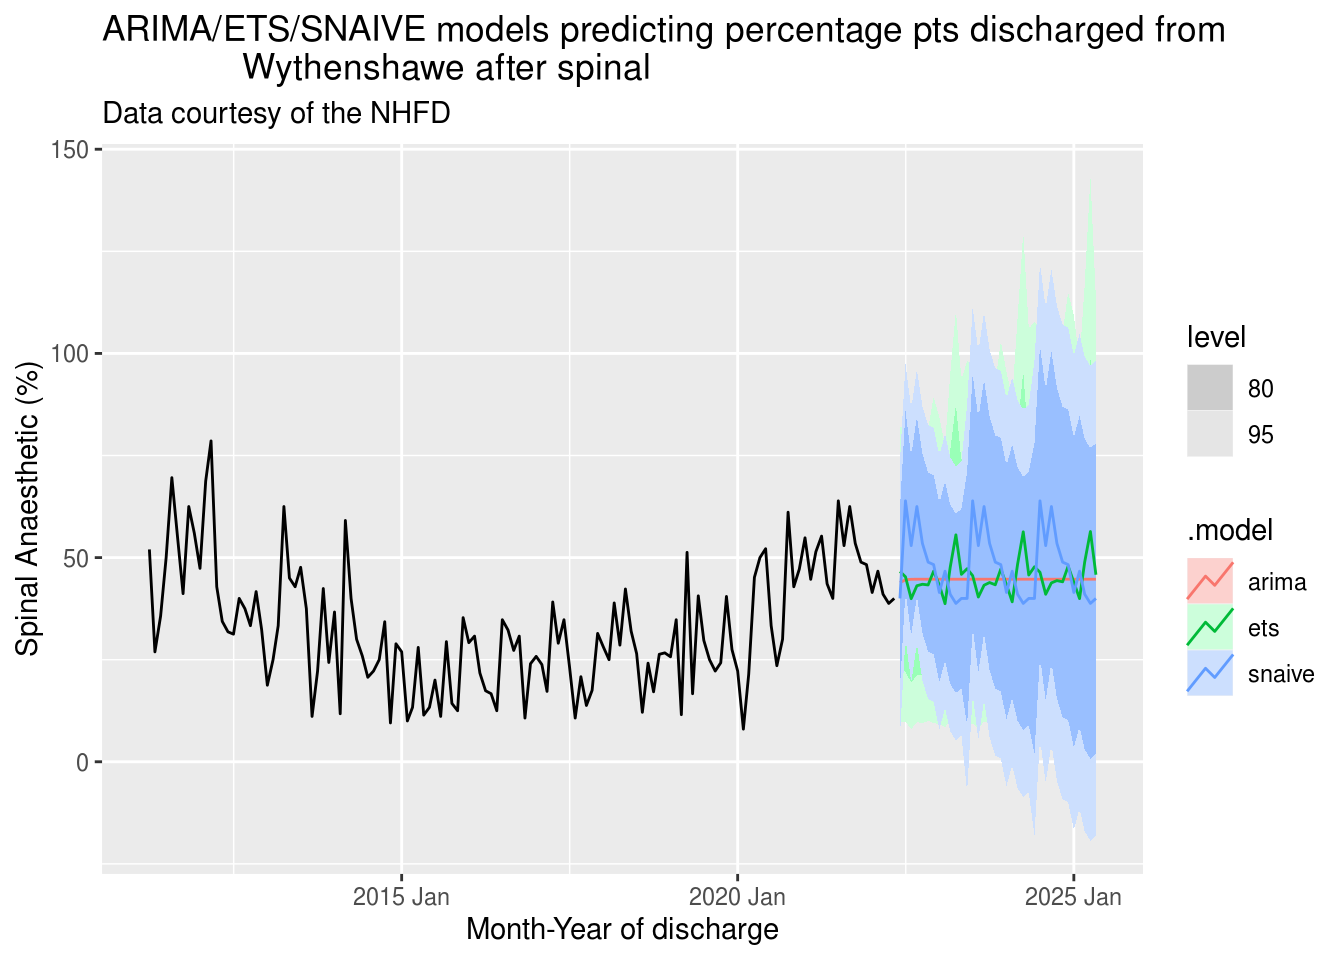 ARIMA/ETS/SNAIVE models predicting percentage pts discharged from
Wythenshawe after spinal
Data courtesy of the NHFD
150
100
50
0
Spinal Anaesthetic (%)
2015 Jan
2020 Jan
2025 Jan
Month-Year of discharge
level
80
95
.model
arima
ets
snaive